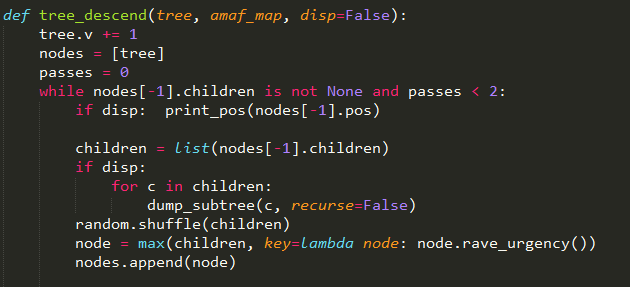 def tree_descend(tree, amaf_map, disp=False):
    tree.v += 1
    nodes = [tree]
    passes = 0
    while nodes[-1].children is not None and passes < 2:
        if disp:  print_pos(nodes[-1].pos)

        children = list(nodes[-1].children)
        if disp:
            for c in children:
                dump_subtree(c, recurse=False)
        random.shuffle(children)
        node = max(children, key=lambda node: node.rave_urgency())
        nodes.append(node)